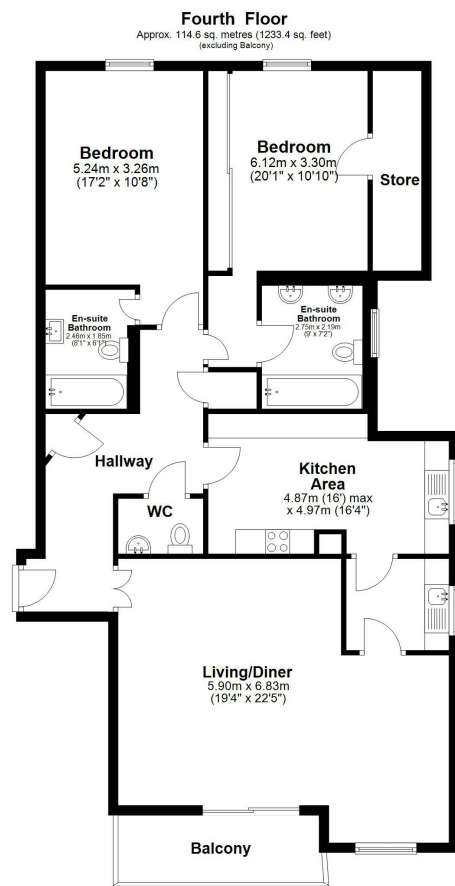 Fourth Floor
Approx. 114.6 sq. metres (1233.4 sq. feet)
(excluding Balcony)
Bedroom
5.24m x 3.26m
(17'2" x 10'8")
Bedroom
6.12m x 3.30m
(20'1" x 10'10")
Store
En-suite
Bathroom
2.46m x 1.85m
(8'1" x 6'1")
En-suite
Bathroom
2.75m x 2.19m
(9' x 7'2")
Hallway
Kitchen
Area
4.87m (16') max
x 4.97m (16'4")
WC
Living/Diner
5.90m x 6.83m
(19'4" x 22'5")
Balcony